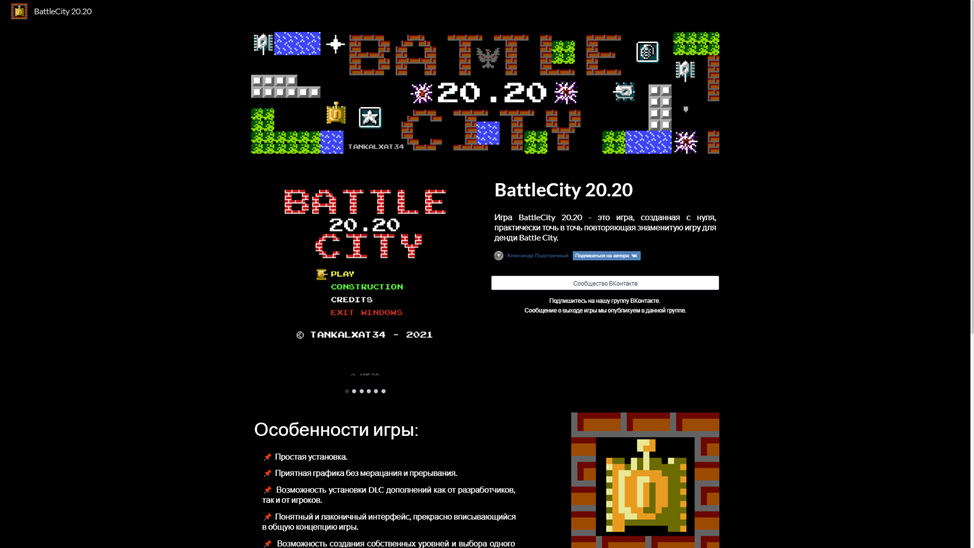 BattleCity 20.20
BATTLE
20.20
CITY
TANKALXAT34
BATTLE
20.20
CITY
PLAY
CONSTRUCTION
CREDITS
EXIT WINDOWS
© TANKALXAT34 - 2021
BattleCity 20.20
Игра BattleCity 20.20 - это игра, созданная с нуля,
практически точь в точь повторяющая знаменитую игру для
денди Battle City.
Александр Подстречный
Подписаться на автора
Сообщество ВКонтакте
Подпишитесь на нашу группу ВКонтакте.
Сообщение о выходе игры мы опубликуем в данной группе.
Особенности игры:
Простая установка.
Приятная графика без мерацания и прерывания.
Возможность установки DLC дополнений как от разработчиков,
так и от игроков.
Понятный и лаконичный интерфейс, прекрасно вписывающийся
в общую концепцию игры.
Возможность создания собственных уровней и выбора одного